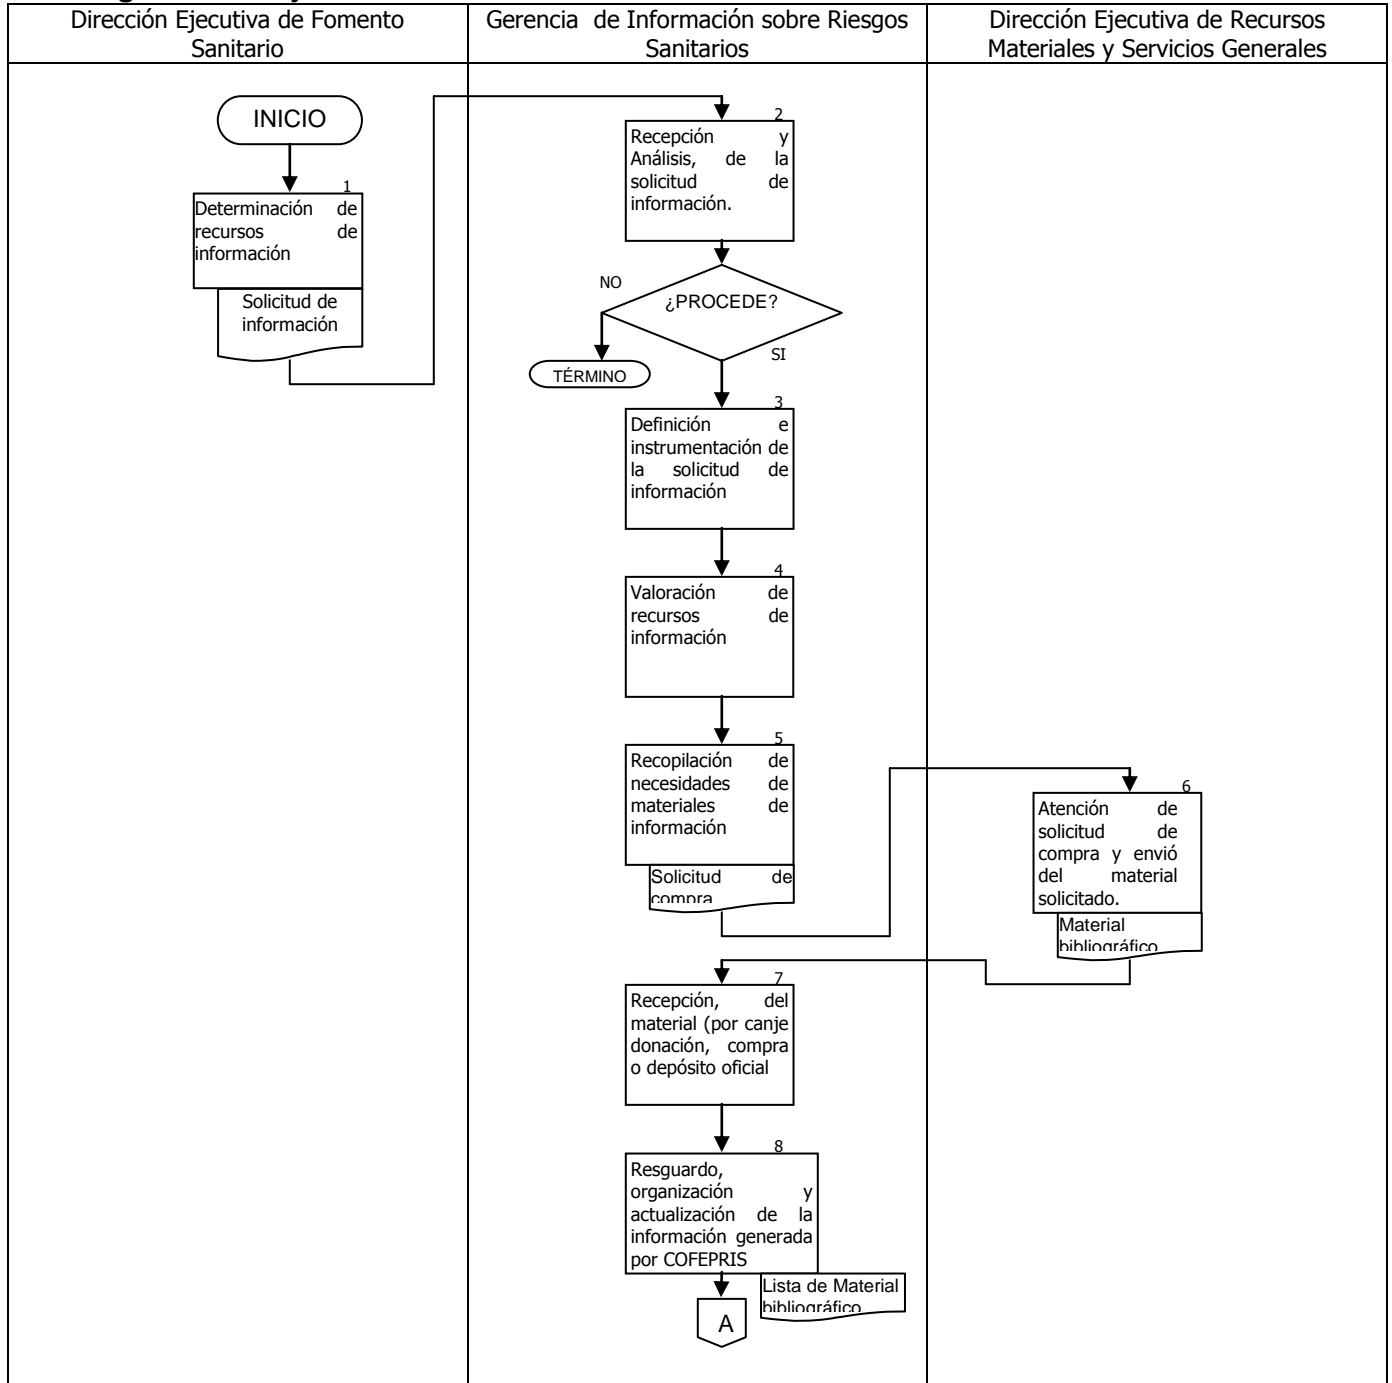 Dirección Ejecutiva de Fomento
Sanitario
Gerencia de Información sobre Riesgos
Sanitarios
Dirección Ejecutiva de Recursos
Materiales y Servicios Generales
INICIO
1
Determinación de
recursos de
información
Solicitud de
información
2
Recepción y
Análisis, de la
solicitud de
información.
NO
¿PROCEDE?
SI
TÉRMINO
3
Definición e
instrumentación de
la solicitud de
información
4
Valoración de
recursos de
información
5
Recopilación de
necesidades de
materiales de
información
Solicitud de
compra
6
Atención de
solicitud de
compra y envió
del material
solicitado.
Material
bibliográfico
7
Recepción, del
material (por canje
donación, compra
o depósito oficial
8
Resguardo,
organización y
actualización de la
información generada
por COFEPRIS
Lista de Material
bibliográfico
A